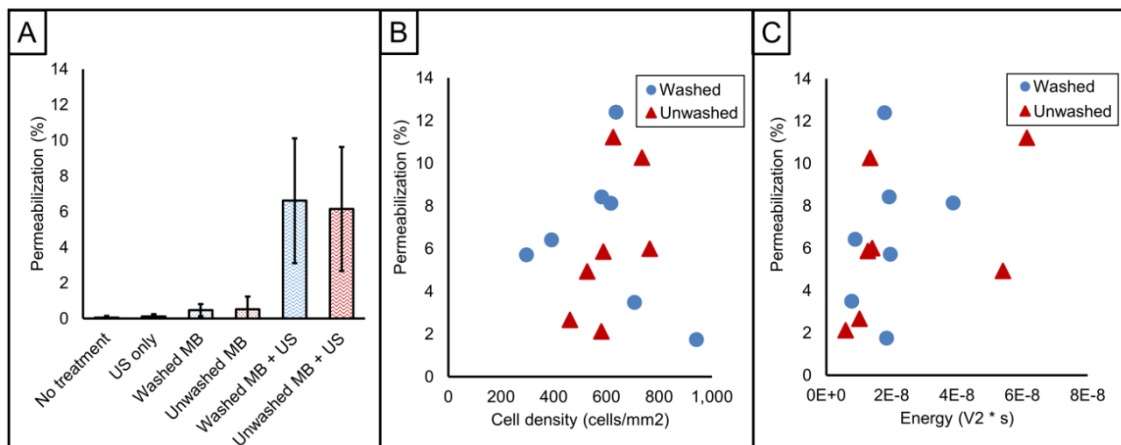 A
Permeabilization (%)
14
12
10
8
6
4
2
0
No treatment
US only
Washed MB
Unwashed MB
Washed MB + US
Unwashed MB + US
B
Permeabilization (%)
14
12
10
8
6
4
2
0
0
200
400
600
800
1,000
Cell density (cells/mm2)
Washed
Unwashed
C
Permeabilization (%)
14
12
10
8
6
4
2
0
0E+0
2E-8
4E-8
6E-8
8E-8
Energy (V2 * s)
Washed
Unwashed